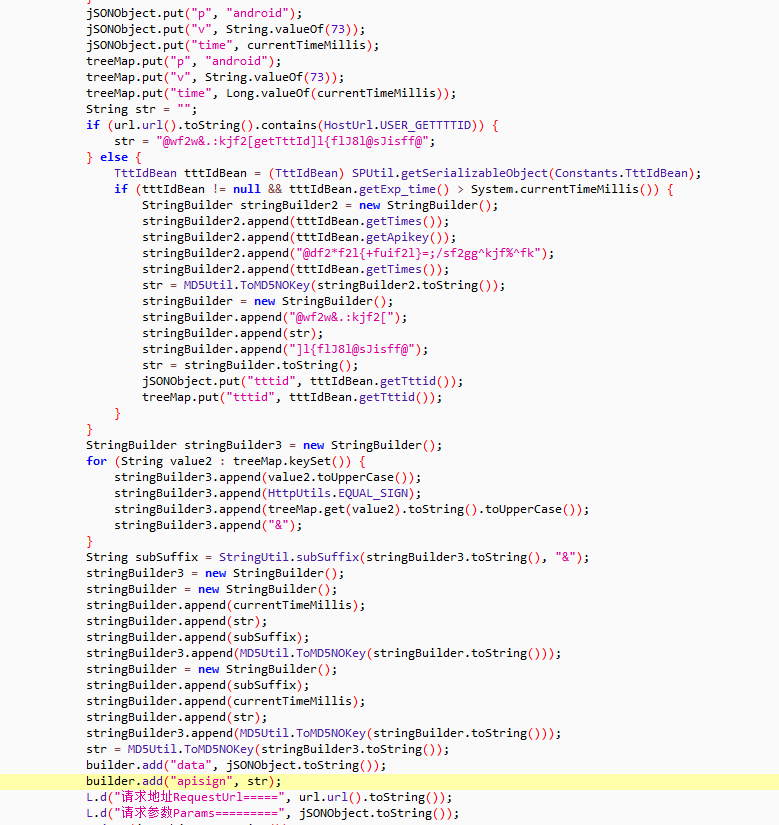 }
jSONObject.put("p", "android");
jSONObject.put("v", String.valueOf(73));
jSONObject.put("time", currentTimeMillis);
treeMap.put("p", "android");
treeMap.put("v", String.valueOf(73));
treeMap.put("time", Long.valueOf(currentTimeMillis));
String str = "";
if (url.url().toString().contains(HostUrl.USER_GETTTTID)) {
str = "@wf2w&.:kjf2[getTttId]l{flJ8l@sJisff@";
} else {
TttIdBean tttIdBean = (TttIdBean) SPUtil.getSerializableObject(Constants.TttIdBean);
if (tttIdBean != null && tttIdBean.getExp_time() > System.currentTimeMillis()) {
StringBuilder stringBuilder2 = new StringBuilder();
stringBuilder2.append(tttIdBean.getTimes());
stringBuilder2.append(tttIdBean.getApikey());
stringBuilder2.append("@df2*f2l{+fuif2l}=;/sf2gg^kjf%^fk");
stringBuilder2.append(tttIdBean.getTimes());
str = MD5Util.ToMD5NOKey(stringBuilder2.toString());
stringBuilder = new StringBuilder();
stringBuilder.append("@wf2w&.:kjf2[");
stringBuilder.append(str);
stringBuilder.append("]l{flJ8l@sJisff@");
str = stringBuilder.toString();
jSONObject.put("tttid", tttIdBean.getTttid());
treeMap.put("tttid", tttIdBean.getTttid());
}
}
StringBuilder stringBuilder3 = new StringBuilder();
for (String value2 : treeMap.keySet()) {
stringBuilder3.append(value2.toUpperCase());
stringBuilder3.append(HttpUtils.EQUAL_SIGN);
stringBuilder3.append(treeMap.get(value2).toString().toUpperCase());
stringBuilder3.append("&");
}
String subSuffix = StringUtil.subSuffix(stringBuilder3.toString(), "&");
stringBuilder3 = new StringBuilder();
stringBuilder = new StringBuilder();
stringBuilder.append(currentTimeMillis);
stringBuilder.append(str);
stringBuilder.append(subSuffix);
stringBuilder3.append(MD5Util.ToMD5NOKey(stringBuilder.toString()));
stringBuilder = new StringBuilder();
stringBuilder.append(subSuffix);
stringBuilder.append(currentTimeMillis);
stringBuilder.append(str);
stringBuilder3.append(MD5Util.ToMD5NOKey(stringBuilder.toString()));
str = MD5Util.ToMD5NOKey(stringBuilder3.toString());
builder.add("data", jSONObject.toString());
builder.add("apisign", str);
L.d("请求地址RequestUrl=====", url.url().toString());
L.d("请求参数Params=========", jSONObject.toString());